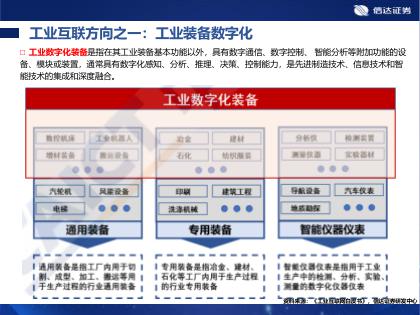 信达证券
工业互联方向之一：工业装备数字化
□ 工业数字化装备是指在其工业装备基本功能以外，具有数字通信、数字控制、 智能分析等附加功能的设
备、模块或装置，通常具有数字化感知、分析、推理、决策、控制能力，是先进制造技术、信息技术和智
能技术的集成和深度融合。
工业数字化装备
数控机床 工业机器人 冶金 建材 分析仪 检测装置
增材装备 搬运设备 石化 纺织服装 测量仪器 实验器材
汽轮机 风能设备 印刷 建筑工程 导航设备 汽车仪表
电梯 洗涤机械 地质勘探
通用装备 专用装备 智能仪器仪表
通用装备是指工厂内用于切 专用装备是指冶金、建材、 智能仪器仪表是指用于工业
割、成型、加工、搬运等用 石化等工厂内用于生产过程 生产中的检测、分析、实验、
于生产过程的行业通用装备 的行业专用装备 测量的数字化仪器仪表
资料来源：《工业互联网白皮书》，信达证券研发中心